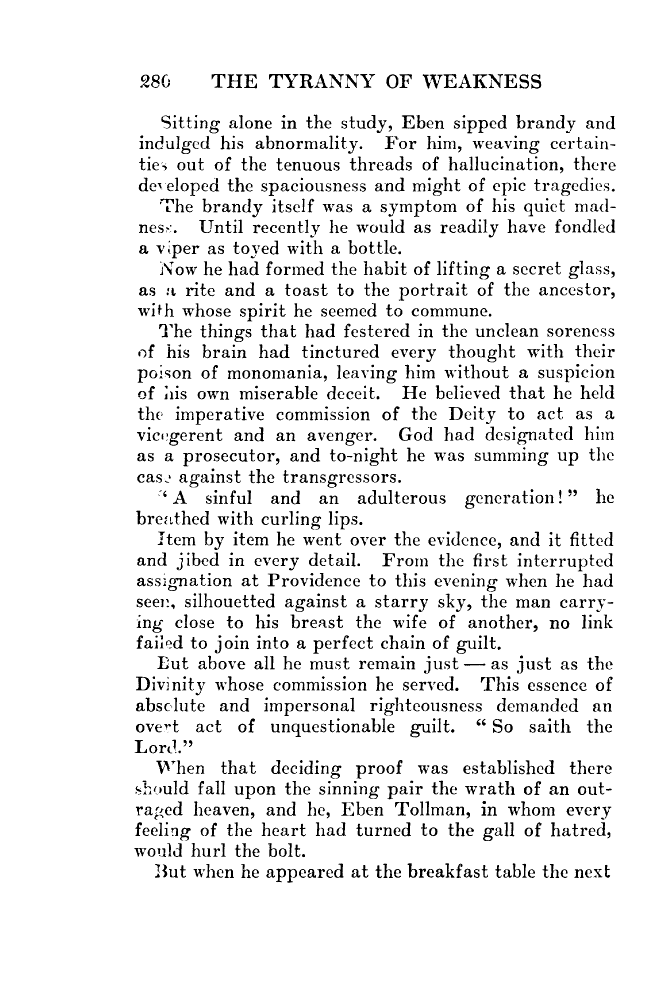 280 THE TYRANNY OF WEAKNESS
Sitting alone in the study, Eben sipped brandy and
indulged his abnormality. For him, weaving certain-
ties out of the tenuous threads of hallucination, there
developed the spaciousness and might of epic tragedies.
The brandy itself was a symptom of his quiet mad-
ness. Until recently he would as readily have fondled
a viper as toyed with a bottle.
Now he had formed the habit of lifting a secret glass,
as a rite and a toast to the portrait of the ancestor,
with whose spirit he seemed to commune.
The things that had festered in the unclean soreness
of his brain had tinctured every thought with their
poison of monomania, leaving him without a suspicion
of his own miserable deceit. He believed that he held
the imperative commission of the Deity to act as a
vicegerent and an avenger. God had designated him
as a prosecutor, and to-night he was summing up the
case against the transgressors.
"A sinful and an adulterous generation!" he
breathed with curling lips.
Item by item he went over the evidence, and it fitted
and jibed in every detail. From the first interrupted
assignation at Providence to this evening when he had
seen, silhouetted against a starry sky, the man carry-
ing close to his breast the wife of another, no link
failed to join into a perfect chain of guilt.
But above all he must remain just — as just as the
Divinity whose commission he served. This essence of
absolute and impersonal righteousness demanded an
overt act of unquestionable guilt. "So saith the
Lord."
When that deciding proof was established there
should fall upon the sinning pair the wrath of an out-
raged heaven, and he, Eben Tollman, in whom every
feeling of the heart had turned to the gall of hatred,
would hurl the bolt.
But when he appeared at the breakfast table the next